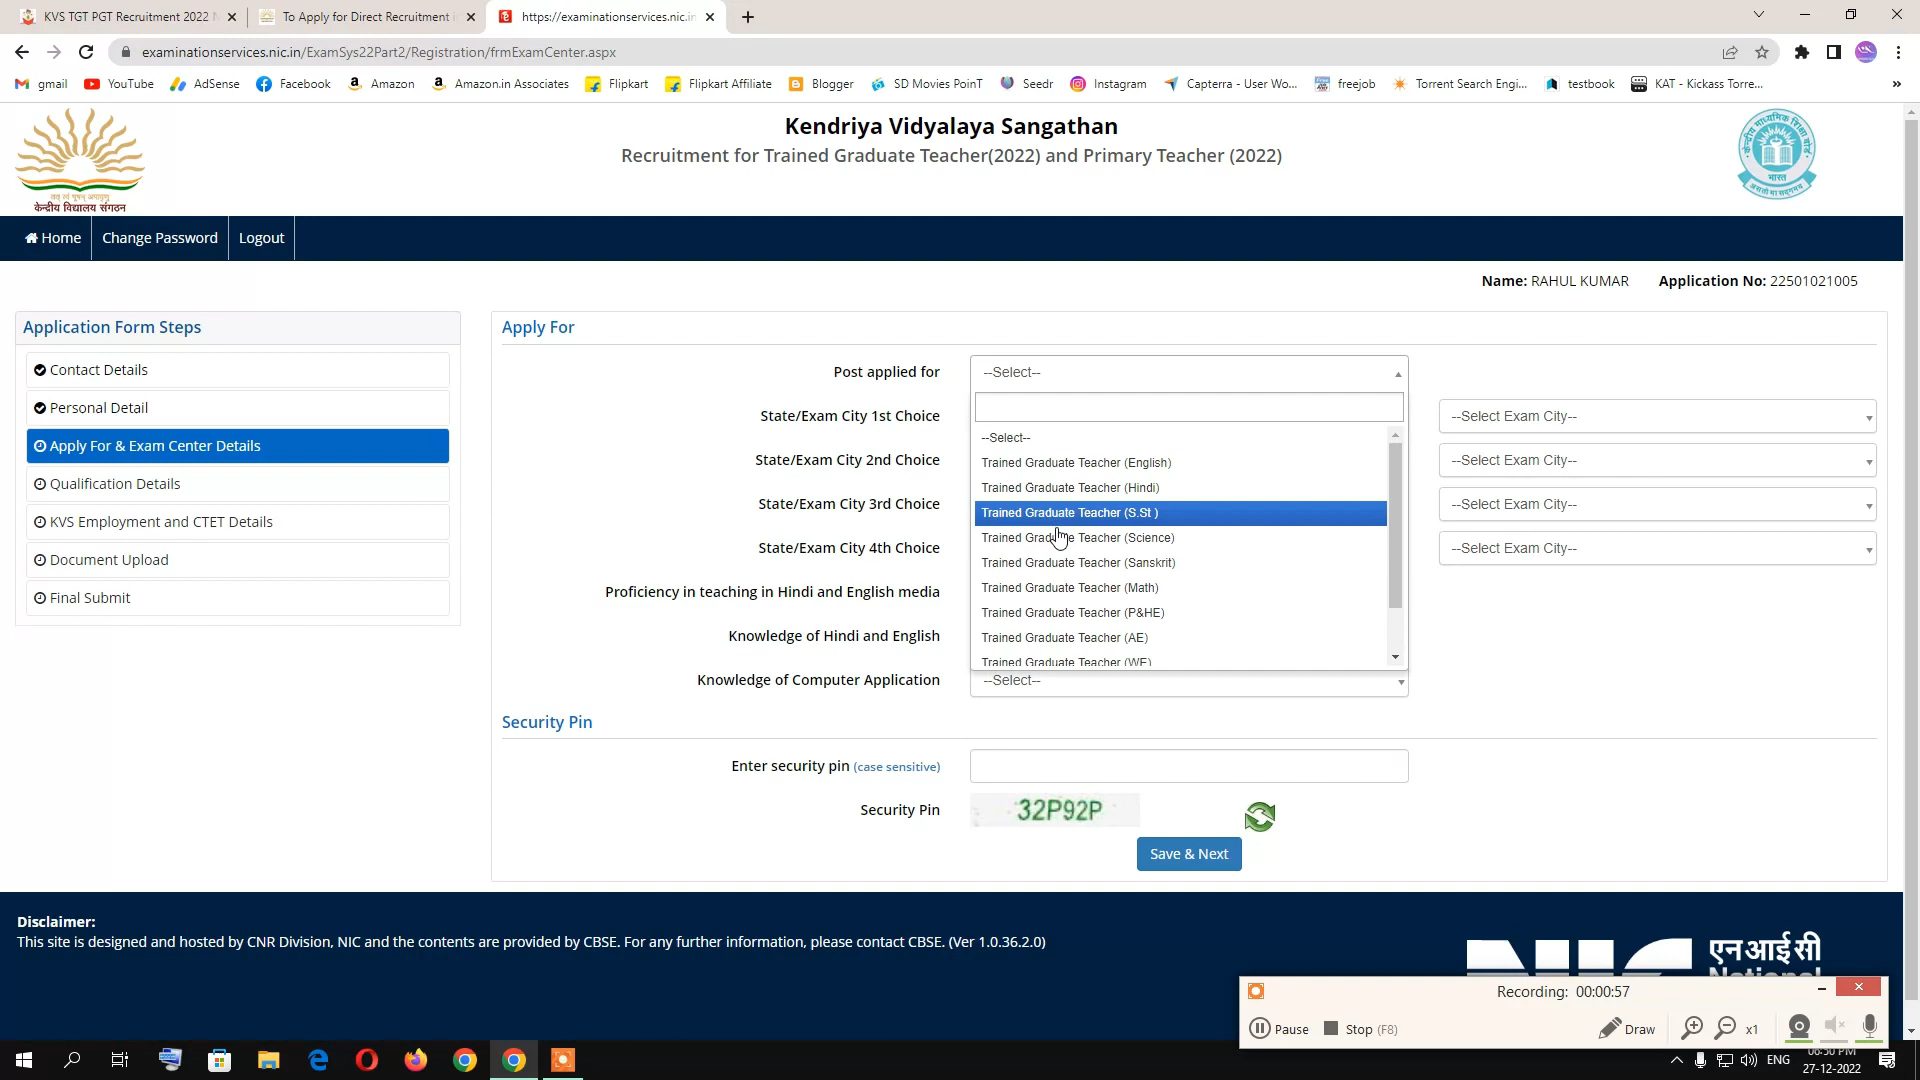 KVS TGT PGT Recruitment 2022 N
To Apply for Direct Recruitment i
https://examinationservices.nic.in
examinationservices.nic.in/ExamSys22Part2/Registration/frmExamCenter.aspx
gmail YouTube AdSense Facebook Amazon Amazon.in Associates Flipkart Flipkart Affiliate Blogger SD Movies PoinT Seedr Instagram Capterra - User Wo... freejob Torrent Search Engi... testbook KAT - Kickass Torre...
Kendriya Vidyalaya Sangathan
Recruitment for Trained Graduate Teacher(2022) and Primary Teacher (2022)
केन्द्रीय विद्यालय संगठन
भारत
Home Change Password Logout
Name: RAHUL KUMAR Application No: 22501021005
Application Form Steps
Contact Details
Personal Detail
Apply For & Exam Center Details
Qualification Details
KVS Employment and CTET Details
Document Upload
Final Submit
Apply For
Post applied for --Select--
State/Exam City 1st Choice --Select Exam City--
State/Exam City 2nd Choice --Select Exam City--
State/Exam City 3rd Choice --Select Exam City--
State/Exam City 4th Choice --Select Exam City--
Proficiency in teaching in Hindi and English media
Knowledge of Hindi and English
Knowledge of Computer Application --Select--
--Select--
Trained Graduate Teacher (English)
Trained Graduate Teacher (Hindi)
Trained Graduate Teacher (S.St )
Trained Graduate Teacher (Science)
Trained Graduate Teacher (Sanskrit)
Trained Graduate Teacher (Math)
Trained Graduate Teacher (P&HE)
Trained Graduate Teacher (AE)
Trained Graduate Teacher (WE)
Security Pin
Enter security pin (case sensitive)
Security Pin 32P92P
Save & Next
Disclaimer:
This site is designed and hosted by CNR Division, NIC and the contents are provided by CBSE. For any further information, please contact CBSE. (Ver 1.0.36.2.0)
NIC एनआईसी
National
Recording: 00:00:57
Pause Stop (F8) Draw x1
ENG
06:50 PM
27-12-2022